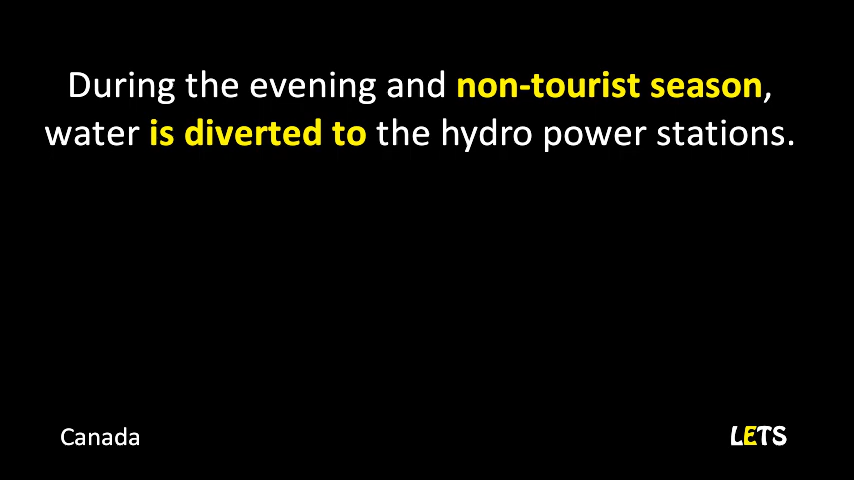 During the evening and non-tourist season,
water is diverted to the hydro power stations.
Canada
LETS